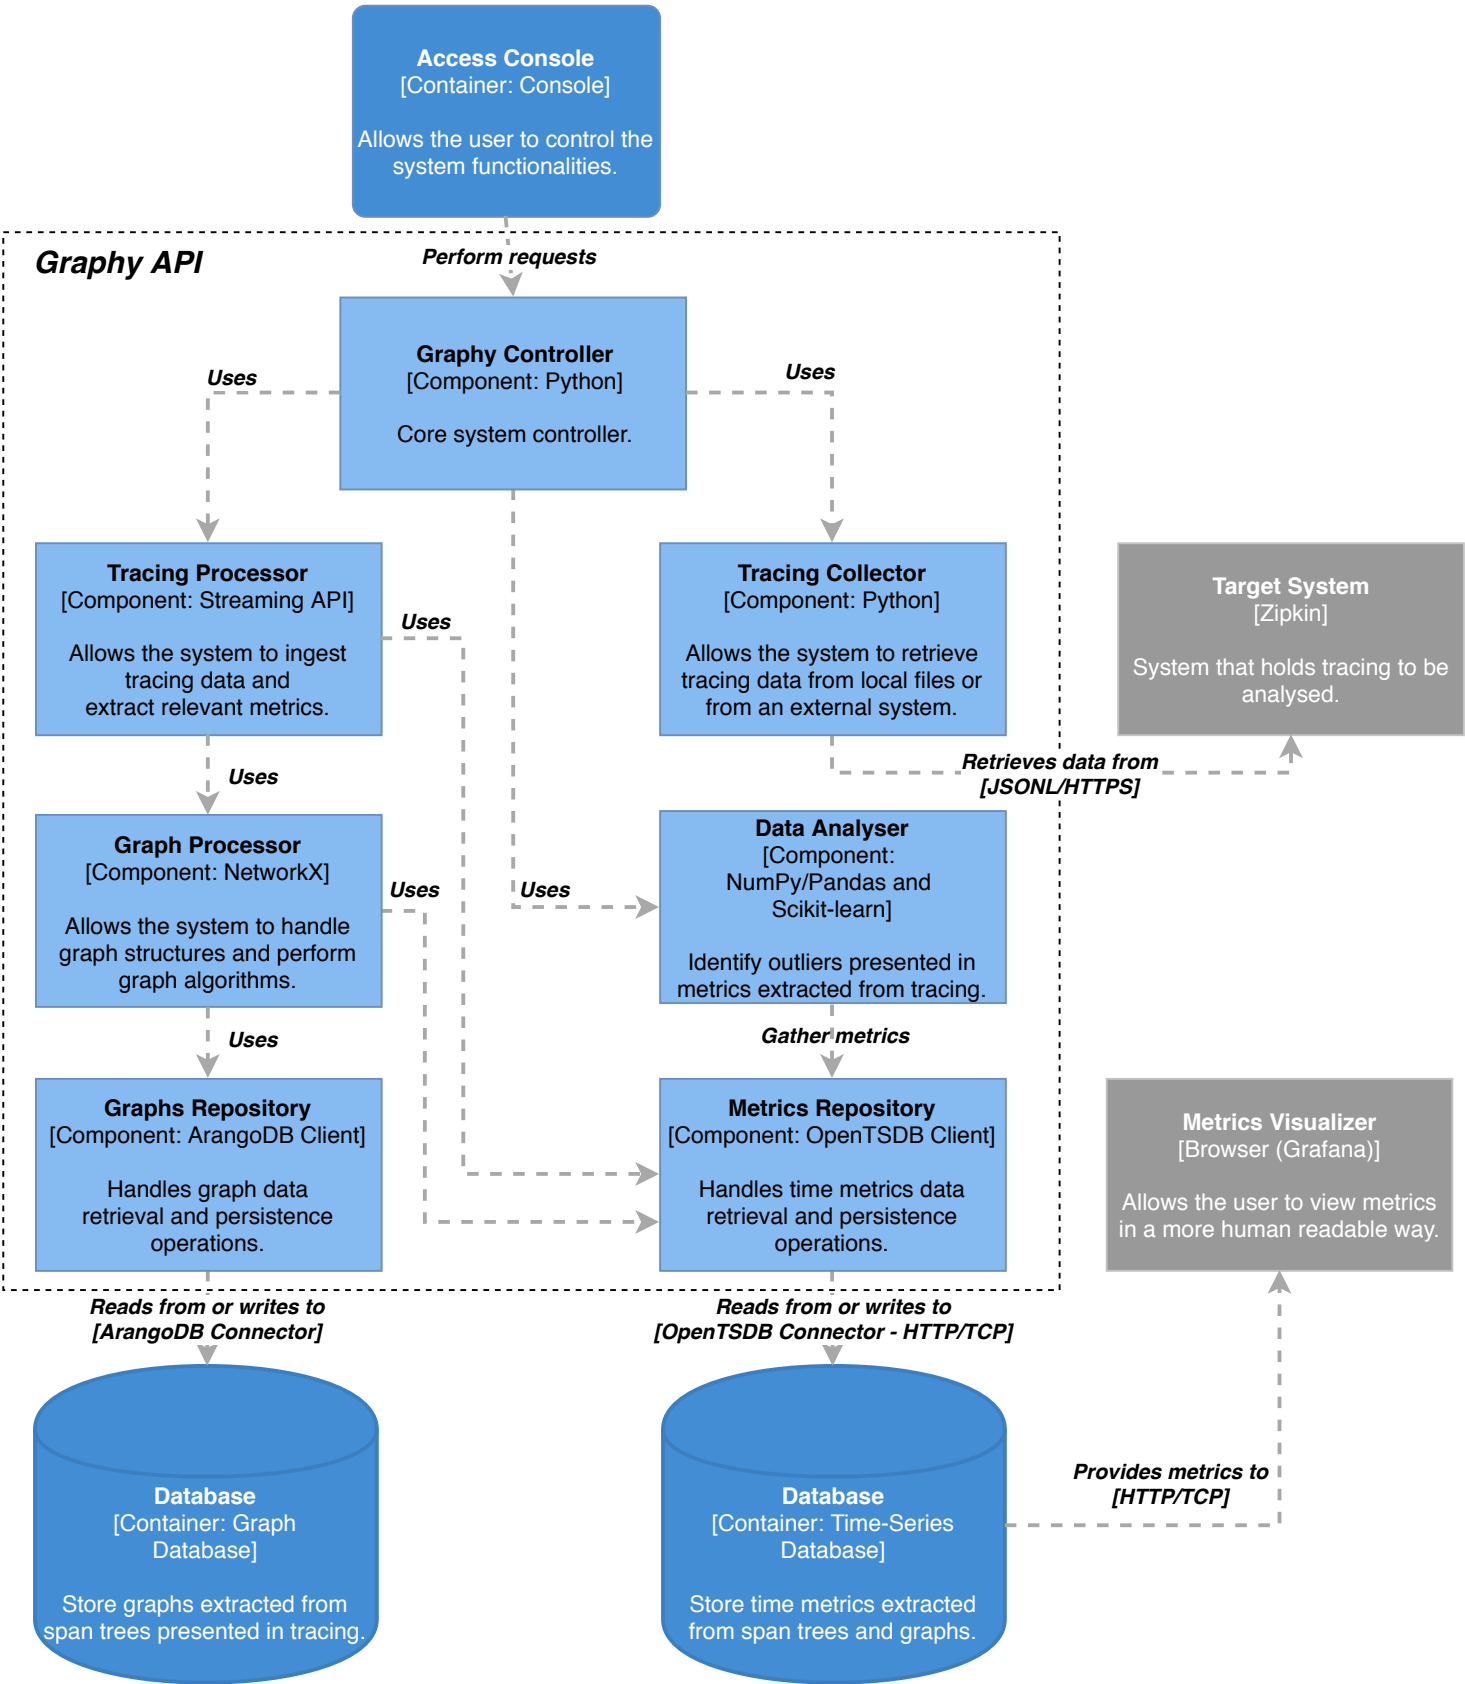 Access Console
[Container: Console]
Allows the user to control the
system functionalities.
Graphy API
Perform requests
Graphy Controller
[Component: Python]
Core system controller.
Uses
Uses
Tracing Processor
[Component: Streaming API]
Allows the system to ingest
tracing data and
extract relevant metrics.
Uses
Tracing Collector
[Component: Python]
Allows the system to retrieve
tracing data from local files or
from an external system.
Target System
[Zipkin]
System that holds tracing to be
analysed.
Retrieves data from
[JSONL/HTTPS]
Uses
Graph Processor
[Component: NetworkX]
Allows the system to handle
graph structures and perform
graph algorithms.
Uses
Uses
Data Analyser
[Component:
NumPy/Pandas and
Scikit-learn]
Identify outliers presented in
metrics extracted from tracing.
Uses
Gather metrics
Graphs Repository
[Component: ArangoDB Client]
Handles graph data
retrieval and persistence
operations.
Metrics Repository
[Component: OpenTSDB Client]
Handles time metrics data
retrieval and persistence
operations.
Metrics Visualizer
[Browser (Grafana)]
Allows the user to view metrics
in a more human readable way.
Reads from or writes to
[ArangoDB Connector]
Reads from or writes to
[OpenTSDB Connector - HTTP/TCP]
Database
[Container: Graph
Database]
Store graphs extracted from
span trees presented in tracing.
Database
[Container: Time-Series
Database]
Store time metrics extracted
from span trees and graphs.
Provides metrics to
[HTTP/TCP]